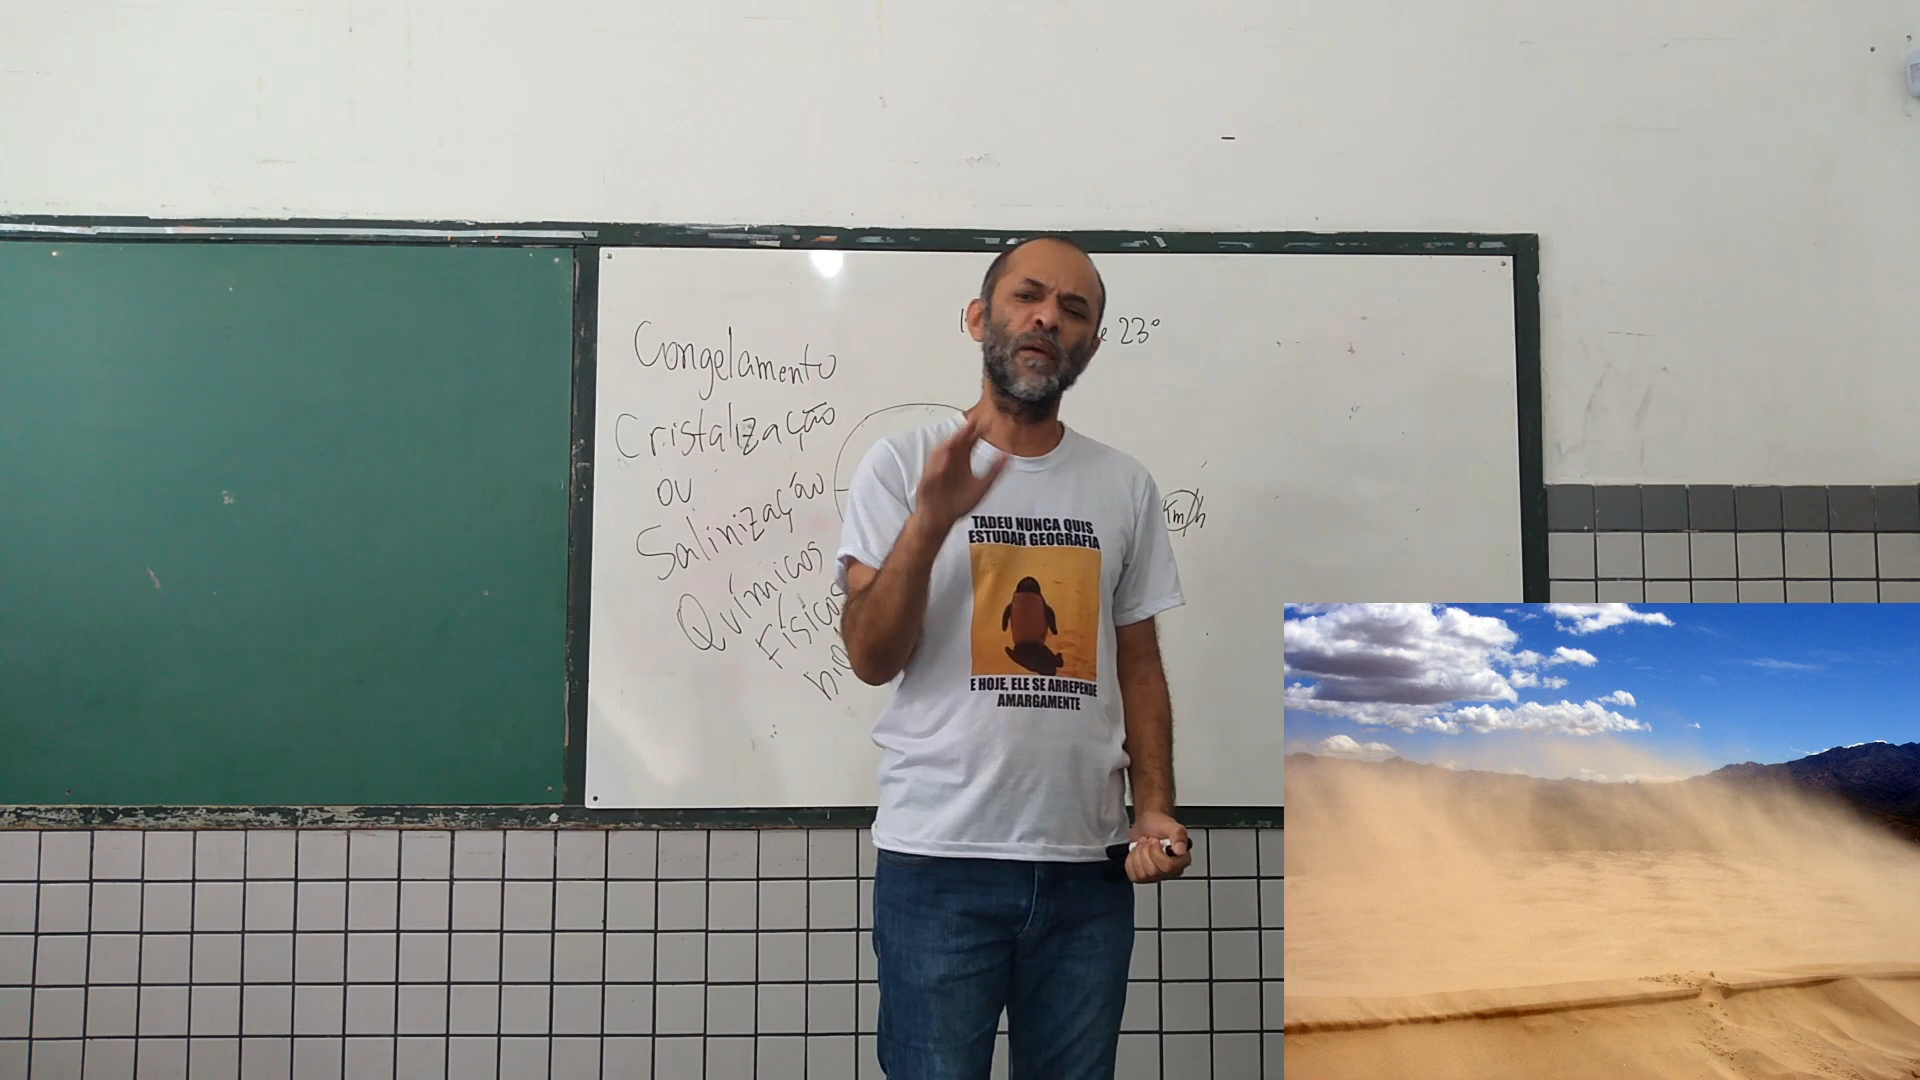 Congelamento
Cristalização
ou
Salinização
Químicos
Físicos
23°
Km/h
TADEU NUNCA QUIS
ESTUDAR GEOGRAFIA
E HOJE, ELE SE ARREPENDE
AMARGAMENTE